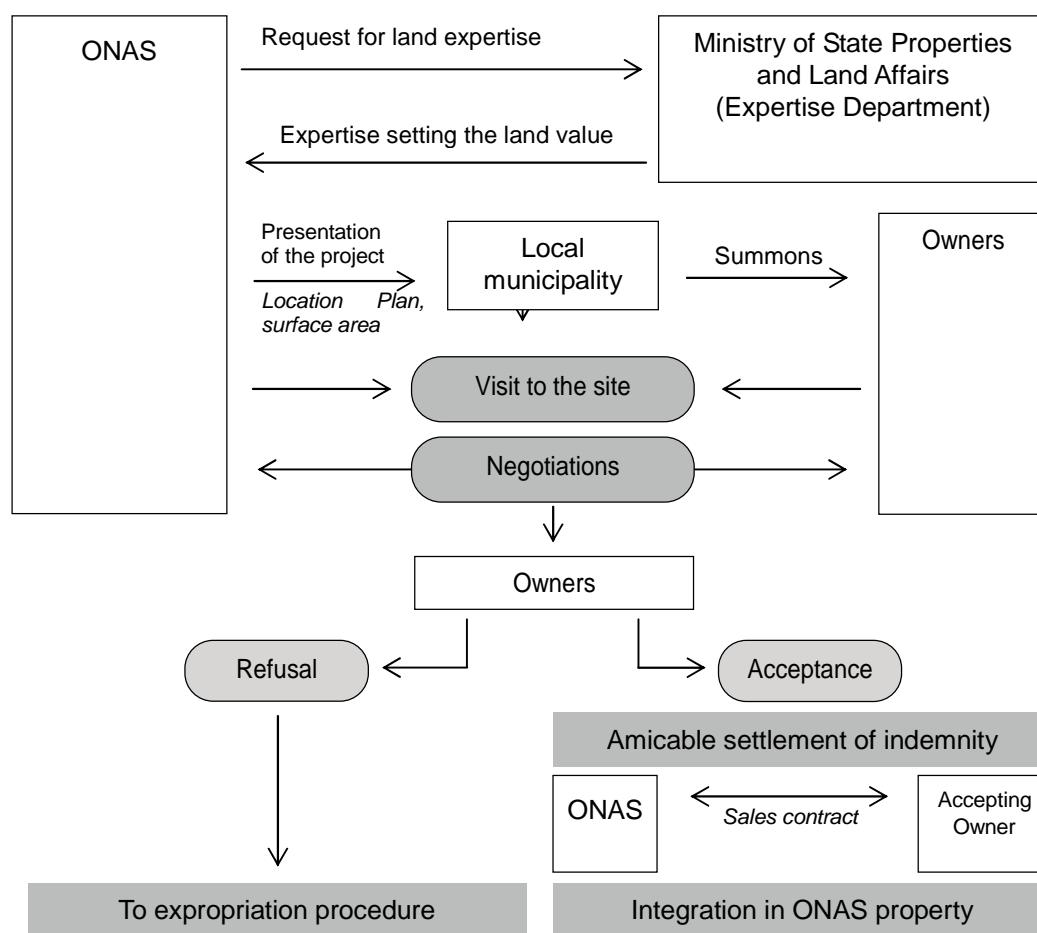 ONAS
Request for land expertise
Ministry of State Properties
and Land Affairs
(Expertise Department)
Expertise setting the land value
Presentation
of the project
Location Plan,
surface area
Local
municipality
Summons
Owners
Visit to the site
Negotiations
Owners
Refusal
Acceptance
Amicable settlement of indemnity
ONAS
Sales contract
Accepting
Owner
To expropriation procedure
Integration in ONAS property